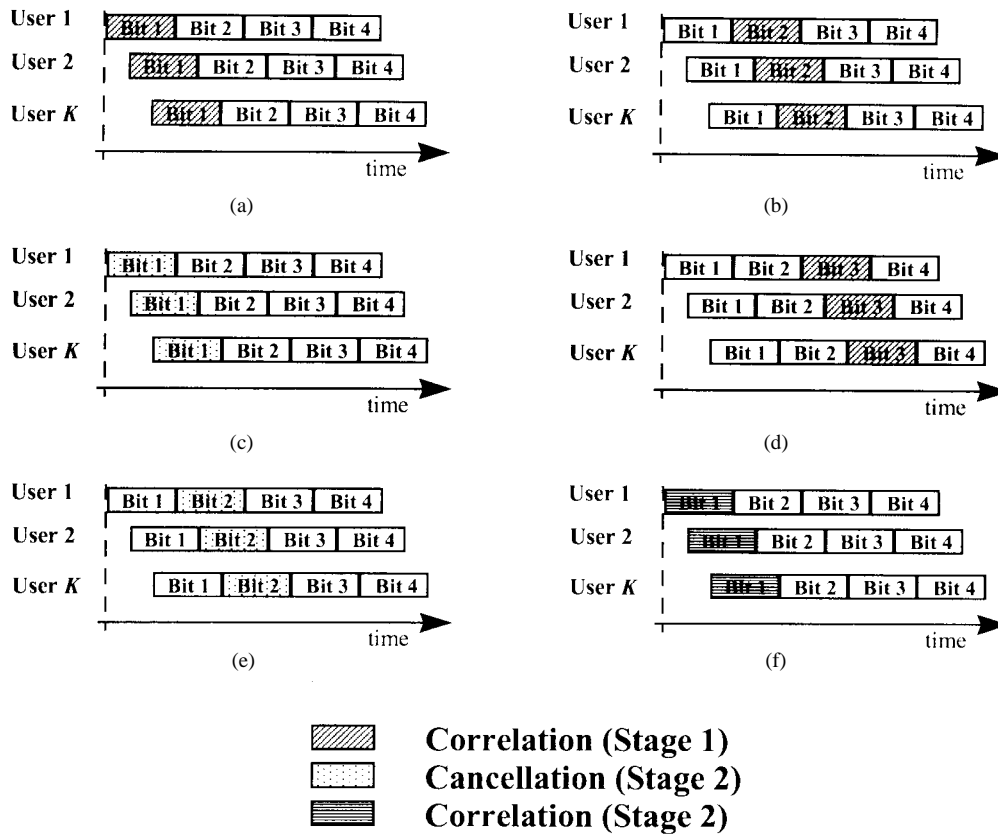 User 1 Bit 1 Bit 2 Bit 3 Bit 4
User 2 Bit 1 Bit 2 Bit 3 Bit 4
User K Bit 1 Bit 2 Bit 3 Bit 4
time
(a)
User 1 Bit 1 Bit 2 Bit 3 Bit 4
User 2 Bit 1 Bit 2 Bit 3 Bit 4
User K Bit 1 Bit 2 Bit 3 Bit 4
time
(b)
User 1 Bit 1 Bit 2 Bit 3 Bit 4
User 2 Bit 1 Bit 2 Bit 3 Bit 4
User K Bit 1 Bit 2 Bit 3 Bit 4
time
(c)
User 1 Bit 1 Bit 2 Bit 3 Bit 4
User 2 Bit 1 Bit 2 Bit 3 Bit 4
User K Bit 1 Bit 2 Bit 3 Bit 4
time
(d)
User 1 Bit 1 Bit 2 Bit 3 Bit 4
User 2 Bit 1 Bit 2 Bit 3 Bit 4
User K Bit 1 Bit 2 Bit 3 Bit 4
time
(e)
User 1 Bit 1 Bit 2 Bit 3 Bit 4
User 2 Bit 1 Bit 2 Bit 3 Bit 4
User K Bit 1 Bit 2 Bit 3 Bit 4
time
(f)
Correlation (Stage 1)
Cancellation (Stage 2)
Correlation (Stage 2)